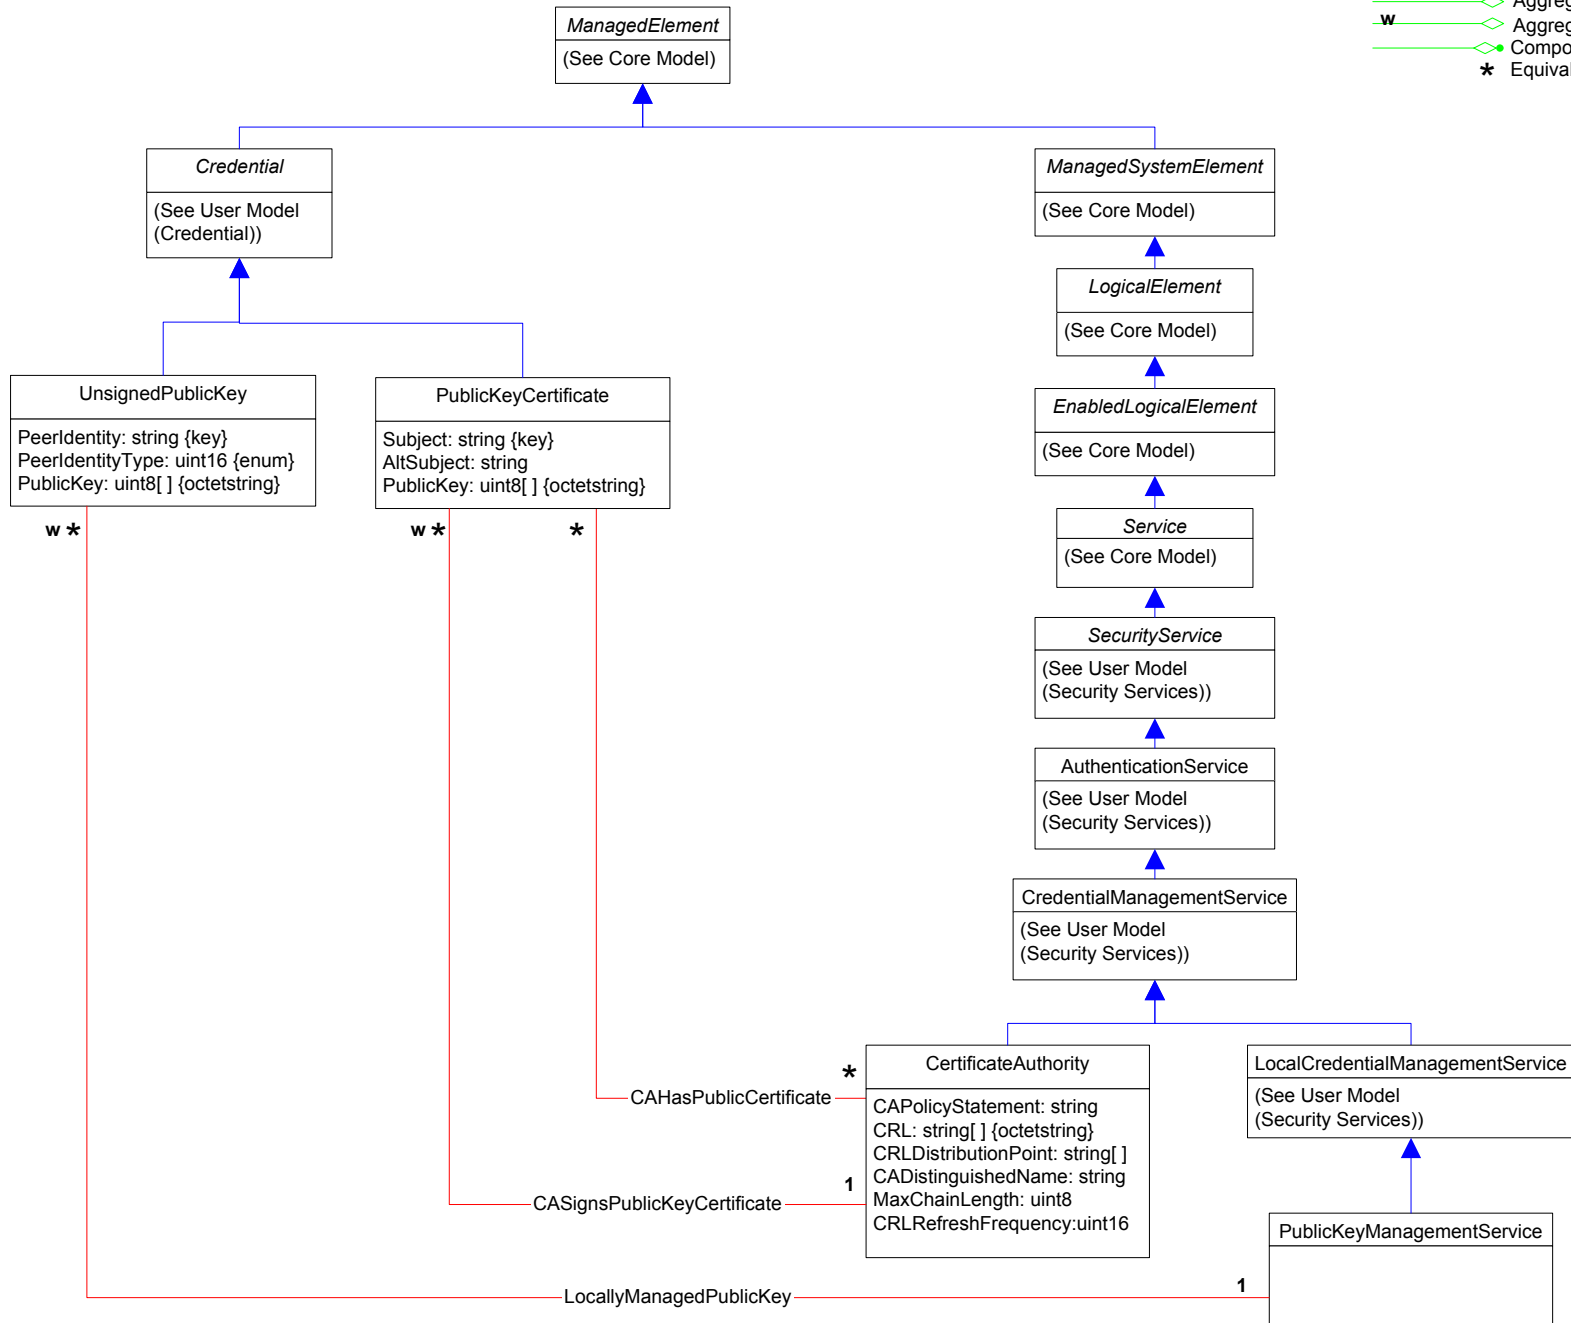 ManagedElement
(See Core Model)
w
* Equival
Credential
(See User Model
(Credential))
ManagedSystemElement
(See Core Model)
LogicalElement
(See Core Model)
EnabledLogicalElement
(See Core Model)
Service
(See Core Model)
SecurityService
(See User Model
(Security Services))
AuthenticationService
(See User Model
(Security Services))
CredentialManagementService
(See User Model
(Security Services))
UnsignedPublicKey
PeerIdentity: string {key}
PeerIdentityType: uint16 {enum}
PublicKey: uint8[ ] {octetstring}
PublicKeyCertificate
Subject: string {key}
AltSubject: string
PublicKey: uint8[ ] {octetstring}
w *
w *
*
CertificateAuthority
CAPolicyStatement: string
CRL: string[ ] {octetstring}
CRLDistributionPoint: string[ ]
CADistinguishedName: string
MaxChainLength: uint8
CRLRefreshFrequency:uint16
LocalCredentialManagementService
(See User Model
(Security Services))
PublicKeyManagementService
*
CAHasPublicCertificate
1
CASignsPublicKeyCertificate
1
LocallyManagedPublicKey